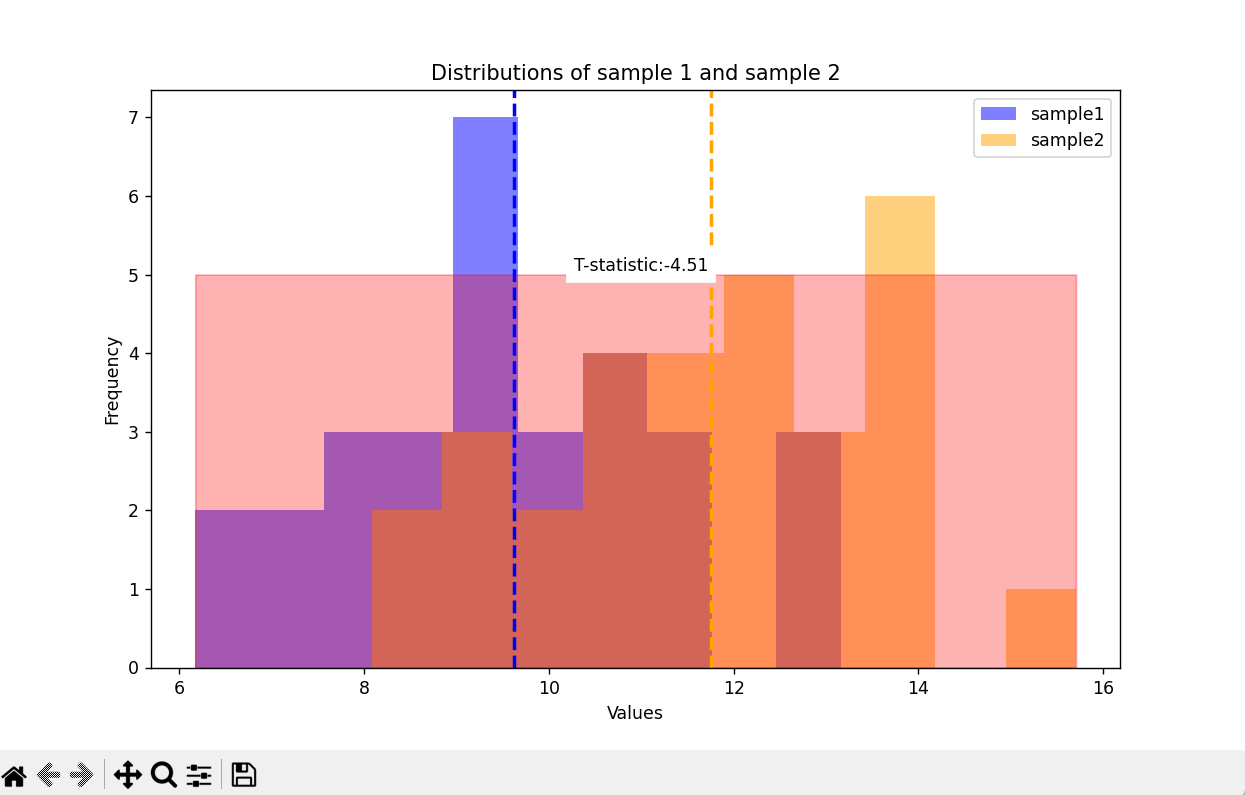 Distributions of sample 1 and sample 2
sample1
sample2
7
6
5
4
3
2
1
0
T-statistic:-4.51
Frequency
6 8 10 12 14 16
Values